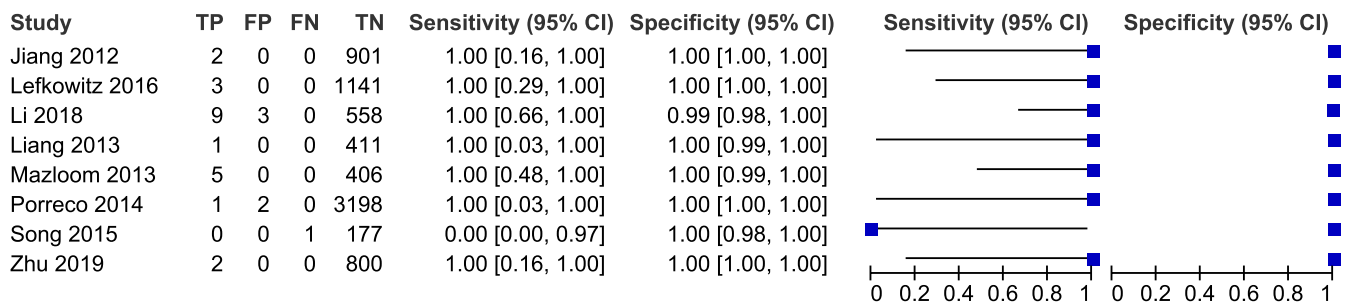 Study TP FP FN TN Sensitivity (95% CI) Specificity (95% CI) Sensitivity (95% CI) Specificity (95% CI)
Jiang 2012 2 0 0 901 1.00 [0.16, 1.00] 1.00 [1.00, 1.00]
Lefkowitz 2016 3 0 0 1141 1.00 [0.29, 1.00] 1.00 [1.00, 1.00]
Li 2018 9 3 0 558 1.00 [0.66, 1.00] 0.99 [0.98, 1.00]
Liang 2013 1 0 0 411 1.00 [0.03, 1.00] 1.00 [0.99, 1.00]
Mazloom 2013 5 0 0 406 1.00 [0.48, 1.00] 1.00 [0.99, 1.00]
Porreco 2014 1 2 0 3198 1.00 [0.03, 1.00] 1.00 [1.00, 1.00]
Song 2015 0 0 1 177 0.00 [0.00, 0.97] 1.00 [0.98, 1.00]
Zhu 2019 2 0 0 800 1.00 [0.16, 1.00] 1.00 [1.00, 1.00]
0 0.2 0.4 0.6 0.8 1 0 0.2 0.4 0.6 0.8 1